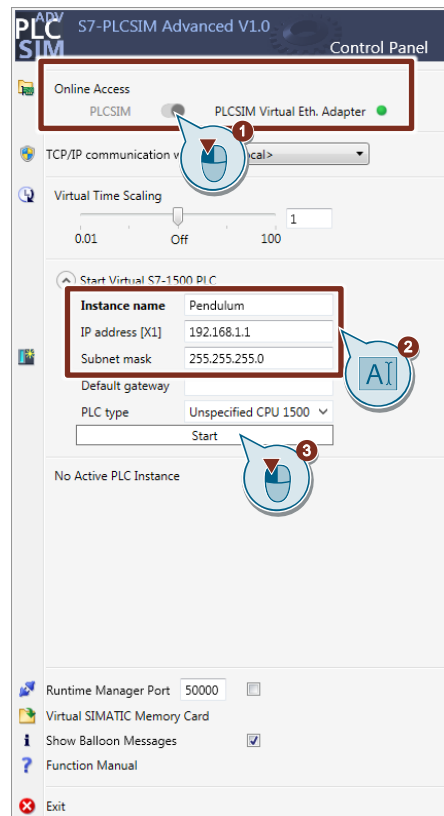 ADV
PLC
SIM
S7-PLCSIM Advanced V1.0
Control Panel
Online Access
PLCSIM PLCSIM Virtual Eth. Adapter
1
TCP/IP communication
Virtual Time Scaling
1
0.01 Off 100
Start Virtual S7-1500 PLC
Instance name Pendulum
IP address [X1] 192.168.1.1
2
Subnet mask 255.255.255.0
AI
Default gateway
PLC type Unspecified CPU 1500
Start
3
No Active PLC Instance
Runtime Manager Port 50000
Virtual SIMATIC Memory Card
i Show Balloon Messages
? Function Manual
Exit